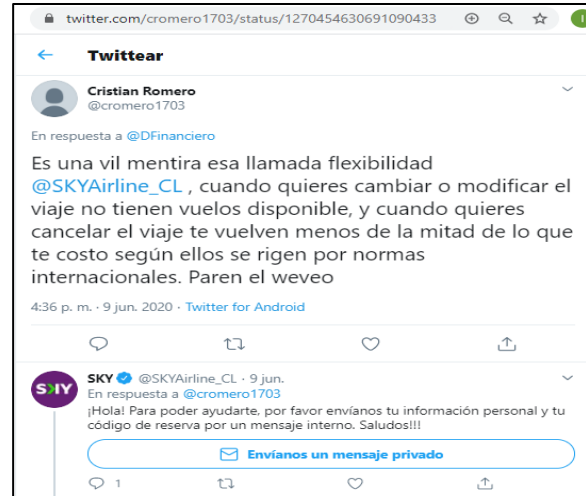 twitter.com/cromero1703/status/1270454630691090433
Twittear
Cristian Romero
@cromero1703
En respuesta a @DFinanciero
Es una vil mentira esa llamada flexibilidad
@SKYAirline_CL , cuando quieres cambiar o modificar el
viaje no tienen vuelos disponible, y cuando quieres
cancelar el viaje te vuelven menos de la mitad de lo que
te costo según ellos se rigen por normas
internacionales. Paren el weveo
4:36 p. m. · 9 jun. 2020 · Twitter for Android
SKY
SKY @SKYAirline_CL · 9 jun.
En respuesta a @cromero1703
¡Hola! Para poder ayudarte, por favor envíanos tu información personal y tu
código de reserva por un mensaje interno. Saludos!!!
Envíanos un mensaje privado
1